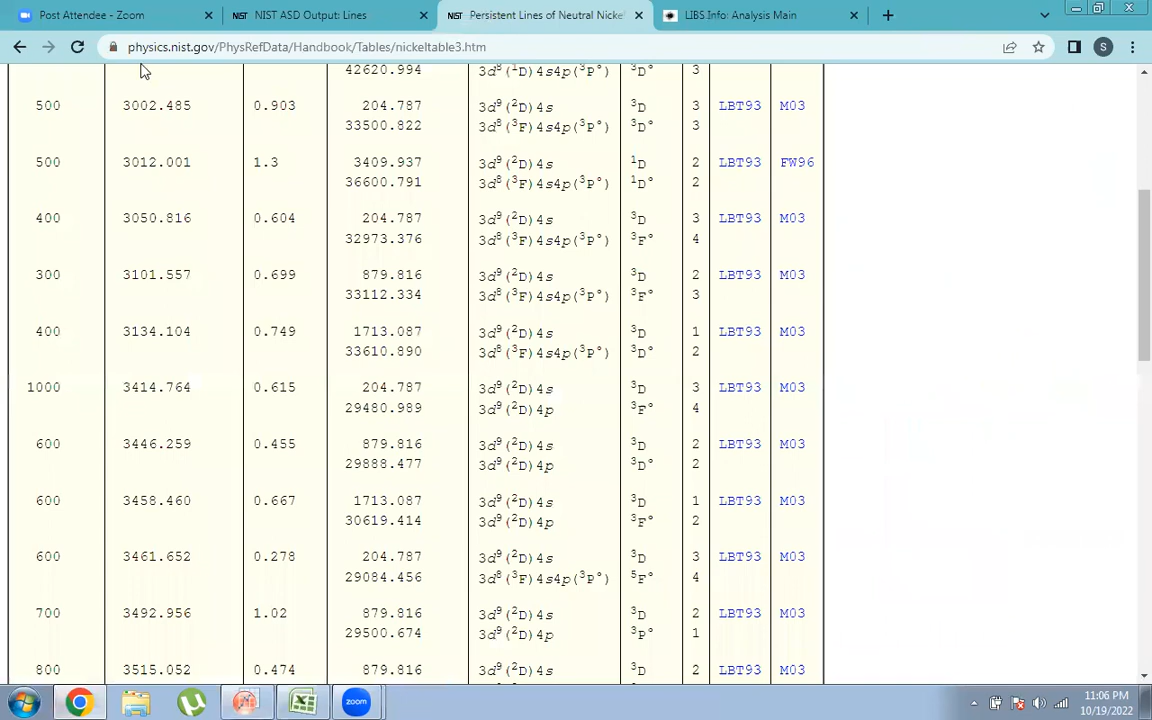 Post Attendee - Zoom
NIST ASD Output: Lines
Persistent Lines of Neutral Nicke
LIBS Info: Analysis Main
physics.nist.gov/PhysRefData/Handbook/Tables/nickeltable3.htm
S
42620.994 3d⁸(¹D)4s4p(³P°) ³D° 3
500 3002.485 0.903 204.787 3d⁹(²D)4s ³D 3 LBT93 M03
33500.822 3d⁸(³F)4s4p(³P°) ³D° 3
500 3012.001 1.3 3409.937 3d⁹(²D)4s ¹D 2 LBT93 FW96
36600.791 3d⁸(³F)4s4p(³P°) ¹D° 2
400 3050.816 0.604 204.787 3d⁹(²D)4s ³D 3 LBT93 M03
32973.376 3d⁸(³F)4s4p(³P°) ³F° 4
300 3101.557 0.699 879.816 3d⁹(²D)4s ³D 2 LBT93 M03
33112.334 3d⁸(³F)4s4p(³P°) ³F° 3
400 3134.104 0.749 1713.087 3d⁹(²D)4s ³D 1 LBT93 M03
33610.890 3d⁸(³F)4s4p(³P°) ³D° 2
1000 3414.764 0.615 204.787 3d⁹(²D)4s ³D 3 LBT93 M03
29480.989 3d⁹(²D)4p ³F° 4
600 3446.259 0.455 879.816 3d⁹(²D)4s ³D 2 LBT93 M03
29888.477 3d⁹(²D)4p ³D° 2
600 3458.460 0.667 1713.087 3d⁹(²D)4s ³D 1 LBT93 M03
30619.414 3d⁹(²D)4p ³F° 2
600 3461.652 0.278 204.787 3d⁹(²D)4s ³D 3 LBT93 M03
29084.456 3d⁸(³F)4s4p(³P°) ⁵F° 4
700 3492.956 1.02 879.816 3d⁹(²D)4s ³D 2 LBT93 M03
29500.674 3d⁹(²D)4p ³P° 1
800 3515.052 0.474 879.816 3d⁹(²D)4s ³D 2 LBT93 M03
zoom
11:06 PM
10/19/2022